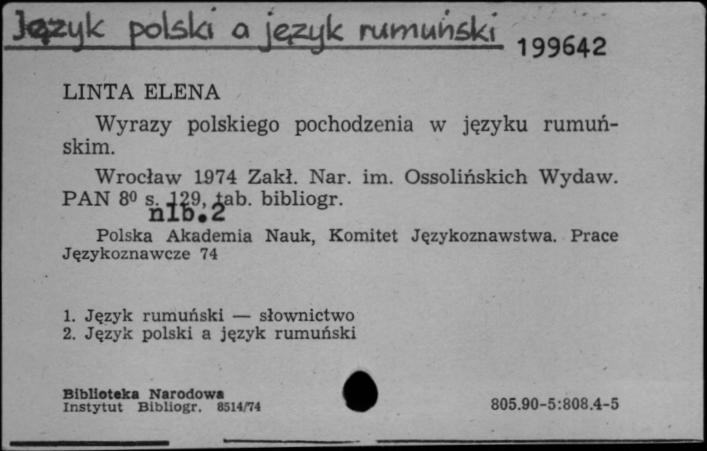 Język polski a język rumuński
199642
LINTA ELENA
Wyrazy polskiego pochodzenia w języku rumuń-
skim.
Wrocław 1974 Zakł. Nar. im. Ossolińskich Wydaw.
PAN 8⁰ s. 129, tab. bibliogr.
nlb.2
Polska Akademia Nauk, Komitet Językoznawstwa. Prace
Językoznawcze 74
1. Język rumuński — słownictwo
2. Język polski a język rumuński
Biblioteka Narodowa
Instytut Bibliogr. 8514/74
805.90-5:808.4-5